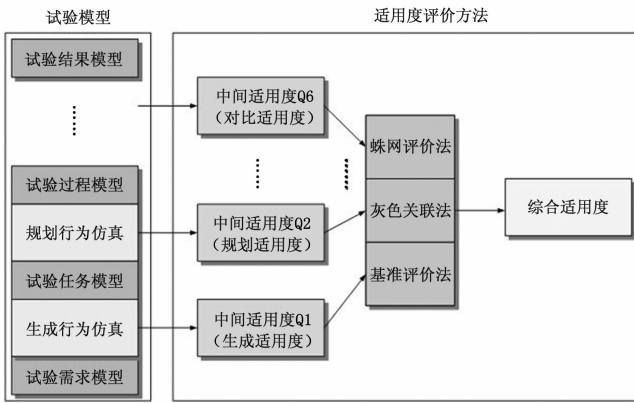 试验模型
适用度评价方法
试验结果模型
试验过程模型
规划行为仿真
试验任务模型
生成行为仿真
试验需求模型
中间适用度Q6
（对比适用度）
中间适用度Q2
（规划适用度）
中间适用度Q1
（生成适用度）
蛛网评价法
灰色关联法
基准评价法
综合适用度